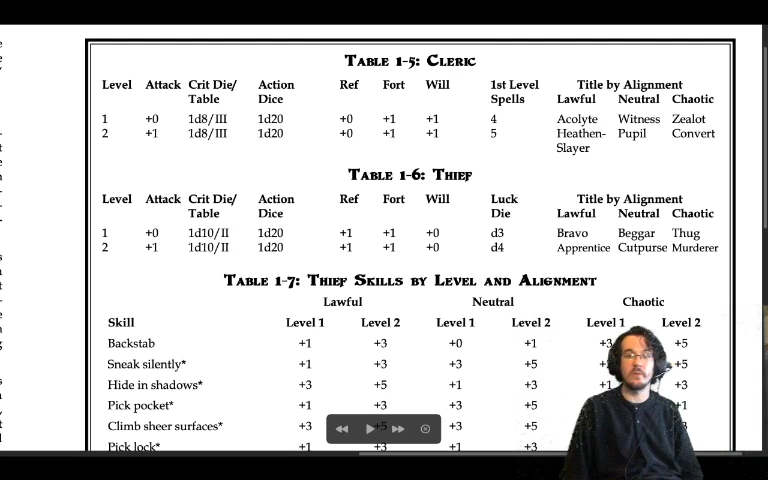 Table 1-5: Cleric
Level Attack Crit Die/ Action Ref Fort Will 1st Level Title by Alignment
Table Dice Spells Lawful Neutral Chaotic
1 +0 1d8/III 1d20 +0 +1 +1 4 Acolyte Witness Zealot
2 +1 1d8/III 1d20 +0 +1 +1 5 Heathen- Pupil Convert
Slayer
Table 1-6: Thief
Level Attack Crit Die/ Action Ref Fort Will Luck Title by Alignment
Table Dice Die Lawful Neutral Chaotic
1 +0 1d10/II 1d20 +1 +1 +0 d3 Bravo Beggar Thug
2 +1 1d10/II 1d20 +1 +1 +0 d4 Apprentice Cutpurse Murderer
Table 1-7: Thief Skills by Level and Alignment
Lawful Neutral Chaotic
Skill Level 1 Level 2 Level 1 Level 2 Level 1 Level 2
Backstab +1 +3 +0 +1 +3 +5
Sneak silently* +1 +3 +3 +5 +5
Hide in shadows* +3 +5 +1 +3 +1 +3
Pick pocket* +1 +3 +3 +5 +1
Climb sheer surfaces* +3 +5 +3 +5
Pick lock* +1 +3 +1 +3